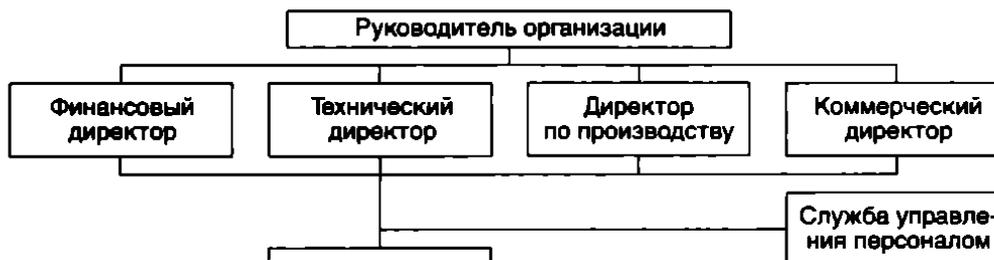 Руководитель организации
Финансовый
директор
Технический
директор
Директор
по производству
Коммерческий
директор
Служба управле-
ния персоналом